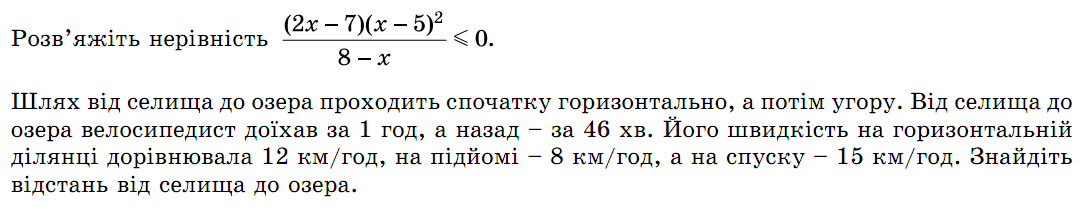 Розв’яжіть нерівність \frac{(2x – 7)(x – 5)^2}{8 – x} ⩽ 0.
Шлях від селища до озера проходить спочатку горизонтально, а потім угору. Від селища до
озера велосипедист доїхав за 1 год, а назад – за 46 хв. Його швидкість на горизонтальній
ділянці дорівнювала 12 км/год, на підйомі – 8 км/год, а на спуску – 15 км/год. Знайдіть
відстань від селища до озера.